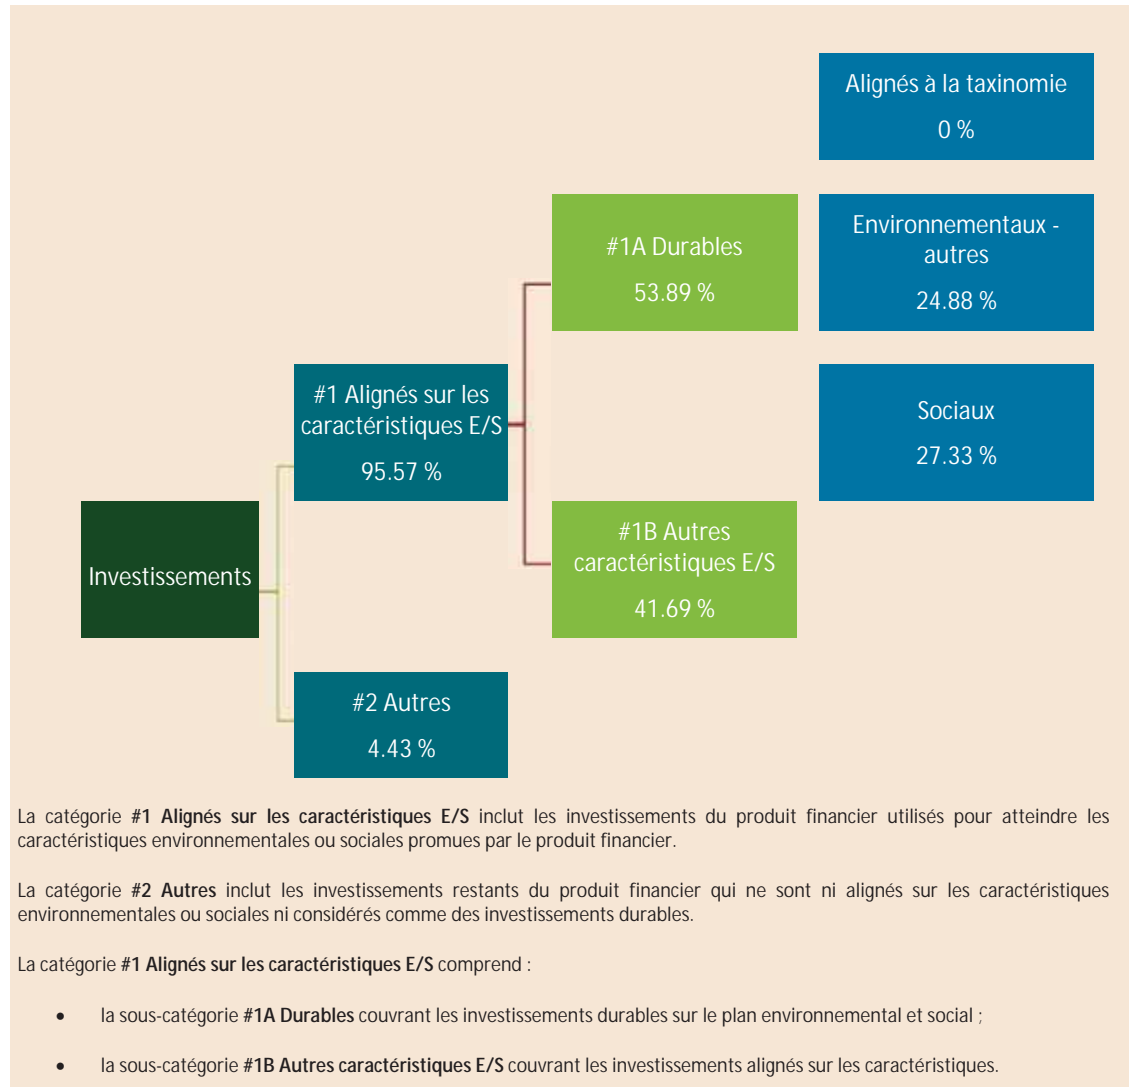 Alignés à la taxinomie
0 %
#1A Durables
53.89 %
Environnementaux -
autres
24.88 %
#1 Alignés sur les
caractéristiques E/S
95.57 %
Sociaux
27.33 %
Investissements
#1B Autres
caractéristiques E/S
41.69 %
#2 Autres
4.43 %
La catégorie #1 Alignés sur les caractéristiques E/S inclut les investissements du produit financier utilisés pour atteindre les
caractéristiques environnementales ou sociales promues par le produit financier.
La catégorie #2 Autres inclut les investissements restants du produit financier qui ne sont ni alignés sur les caractéristiques
environnementales ou sociales ni considérés comme des investissements durables.
La catégorie #1 Alignés sur les caractéristiques E/S comprend :
• la sous-catégorie #1A Durables couvrant les investissements durables sur le plan environnemental et social ;
• la sous-catégorie #1B Autres caractéristiques E/S couvrant les investissements alignés sur les caractéristiques.